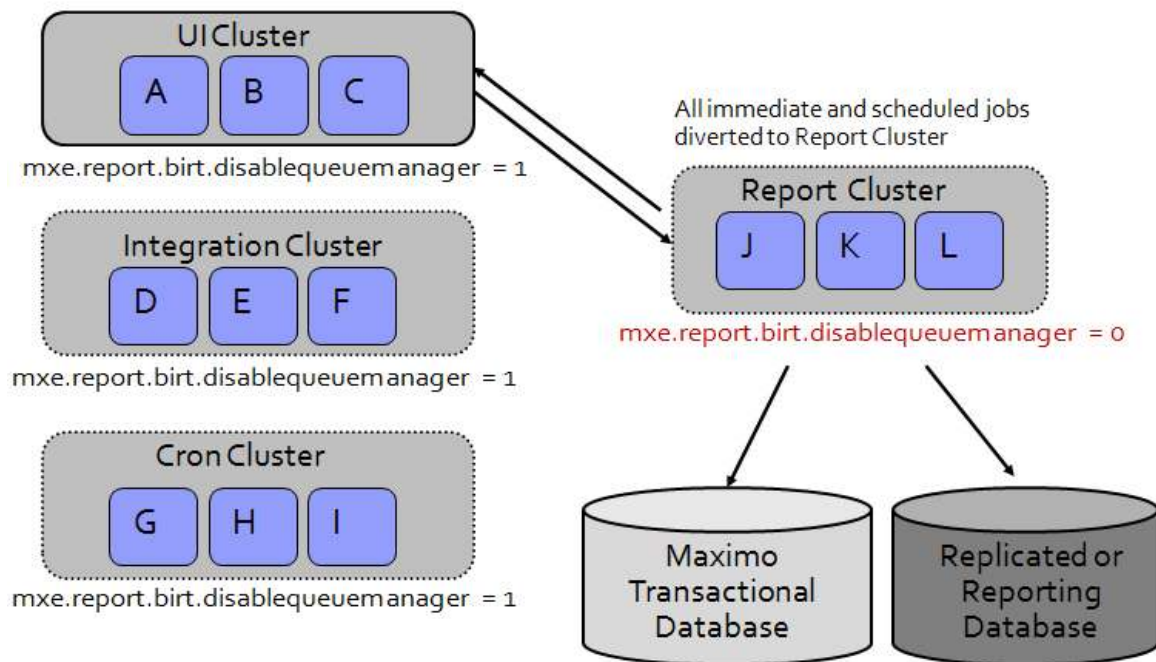 UI Cluster
A B C
mxe.report.birt.disablequeuemanager = 1
Integration Cluster
D E F
mxe.report.birt.disablequeuemanager = 1
Cron Cluster
G H I
mxe.report.birt.disablequeuemanager = 1
All immediate and scheduled jobs
diverted to Report Cluster
Report Cluster
J K L
mxe.report.birt.disablequeuemanager = 0
Maximo
Transactional
Database
Replicated or
Reporting
Database